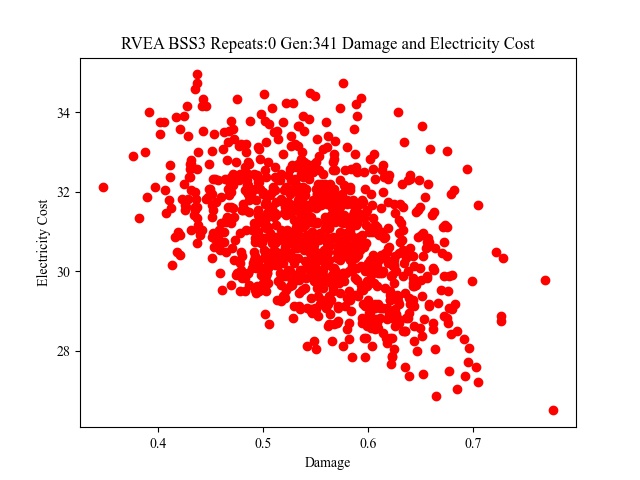 RVEA BSS3 Repeats:0 Gen:341 Damage and Electricity Cost
34
32
30
28
Electricity Cost
0.4 0.5 0.6 0.7
Damage